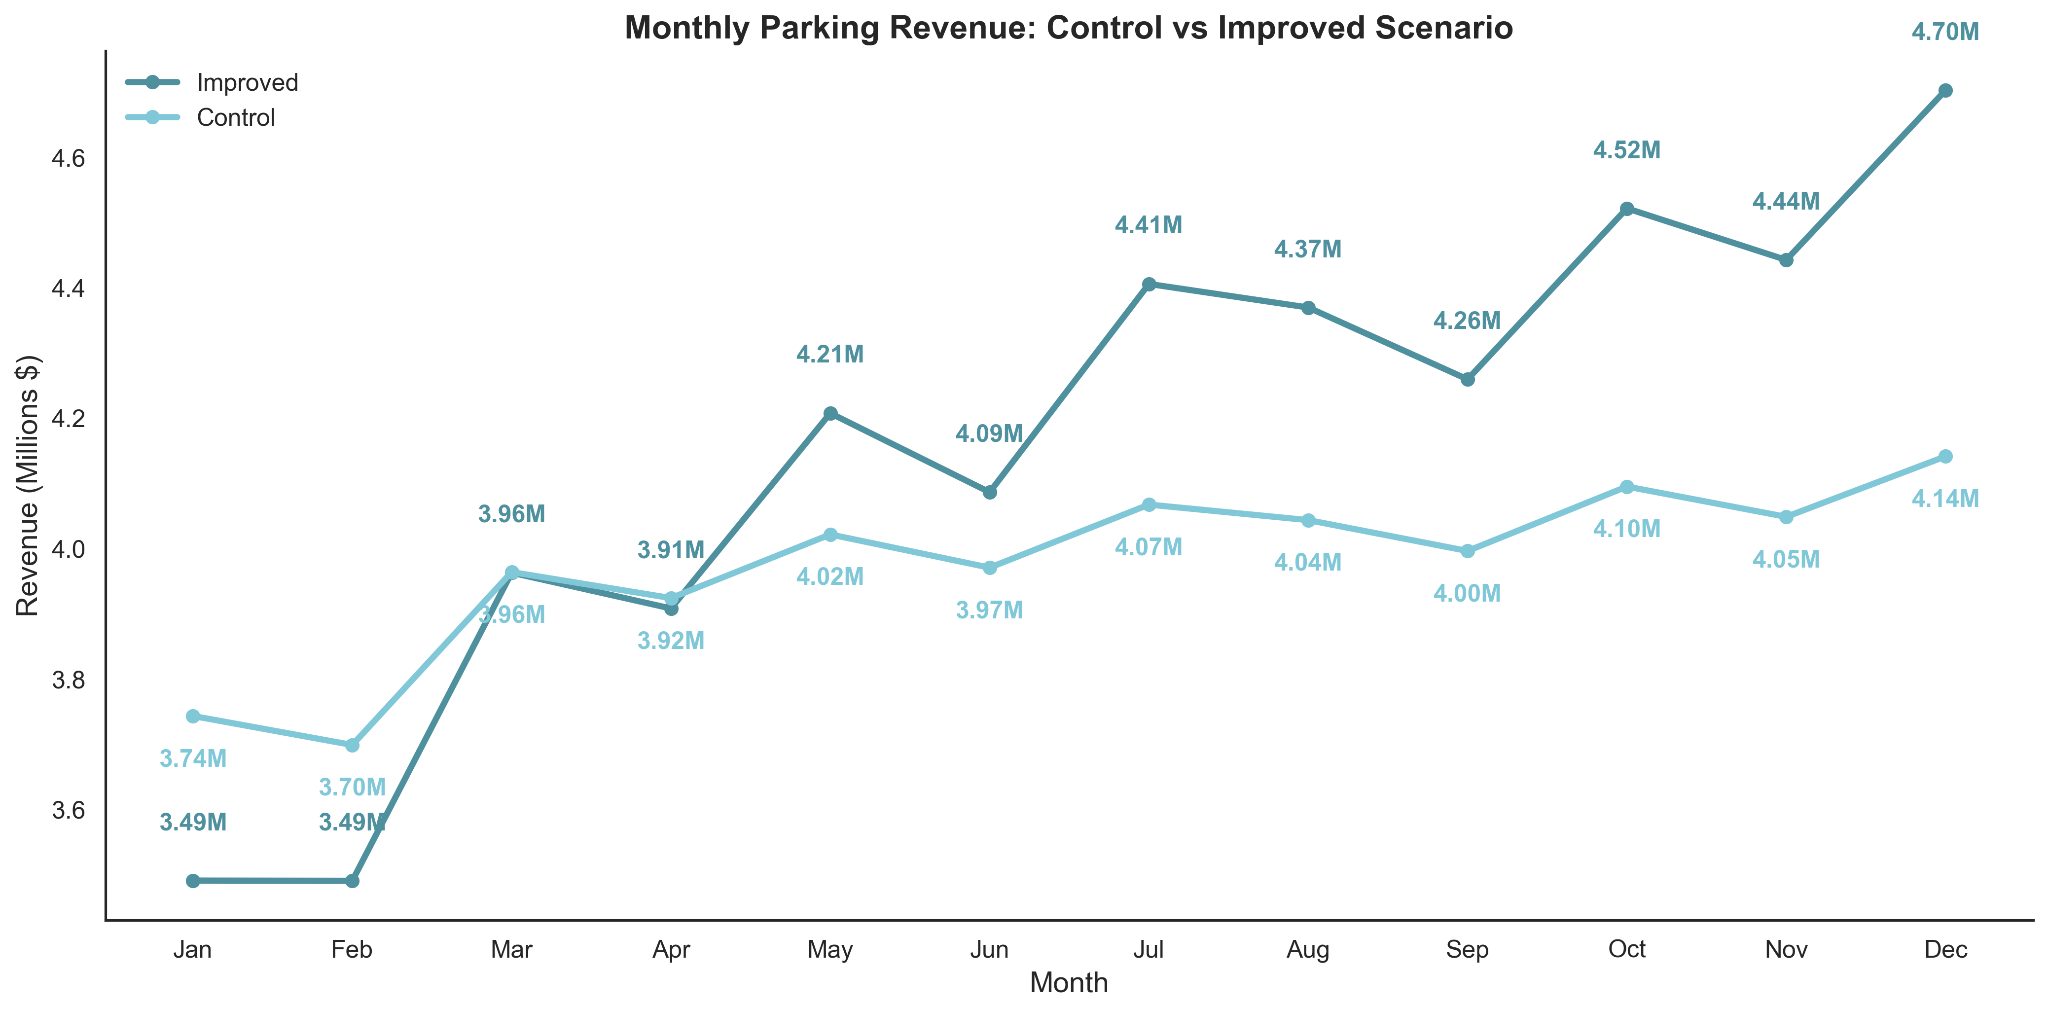 Monthly Parking Revenue: Control vs Improved Scenario
Improved
Control
Revenue (Millions $)
4.6
4.4
4.2
4.0
3.8
3.6
3.49M
3.49M
3.96M
3.91M
4.21M
4.09M
4.41M
4.37M
4.26M
4.52M
4.44M
4.70M
3.74M
3.70M
3.96M
3.92M
4.02M
3.97M
4.07M
4.04M
4.00M
4.10M
4.05M
4.14M
Jan Feb Mar Apr May Jun Jul Aug Sep Oct Nov Dec
Month